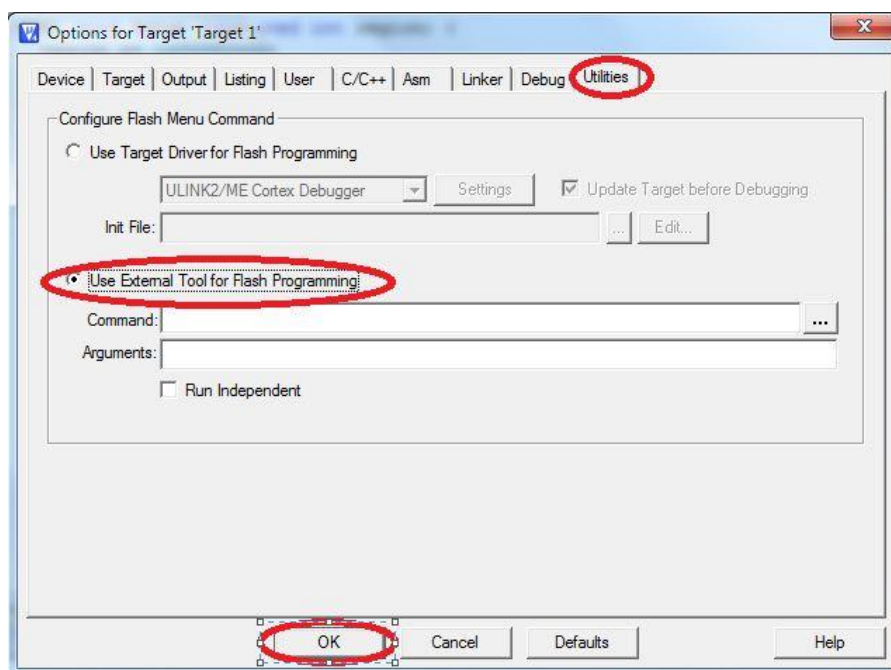 Options for Target 'Target 1'
Device Target Output Listing User C/C++ Asm Linker Debug Utilities
Configure Flash Menu Command
Use Target Driver for Flash Programming
ULINK2/ME Cortex Debugger Settings Update Target before Debugging
Init File: ... Edit...
Use External Tool for Flash Programming
Command: ...
Arguments:
Run Independent
OK Cancel Defaults Help